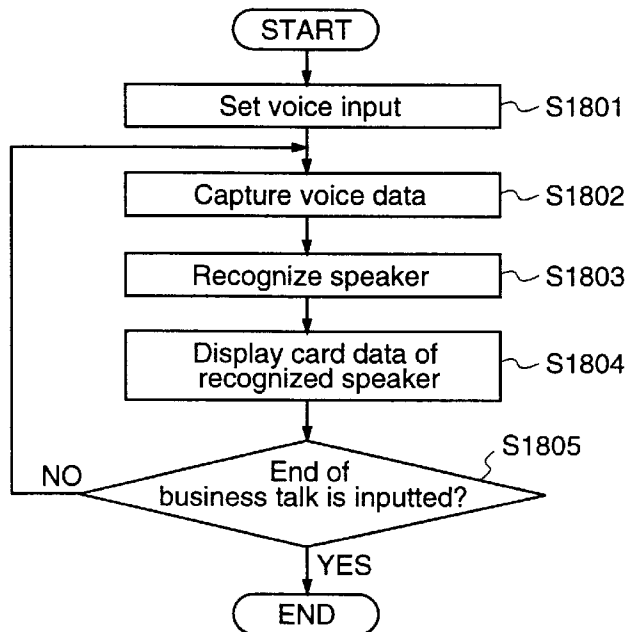 START
Set voice input
S1801
Capture voice data
S1802
Recognize speaker
S1803
Display card data of
recognized speaker
S1804
S1805
End of
business talk is inputted?
NO
YES
END